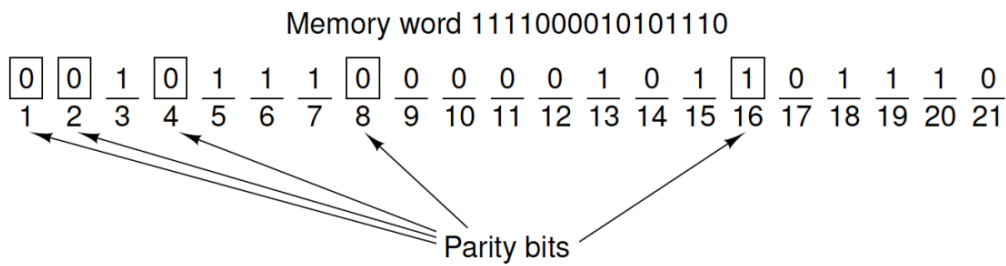 Memory word 1111000010101110
0 0 1 0 1 1 1 0 0 0 0 0 1 0 1 1 0 1 1 1 0
1 2 3 4 5 6 7 8 9 10 11 12 13 14 15 16 17 18 19 20 21
Parity bits